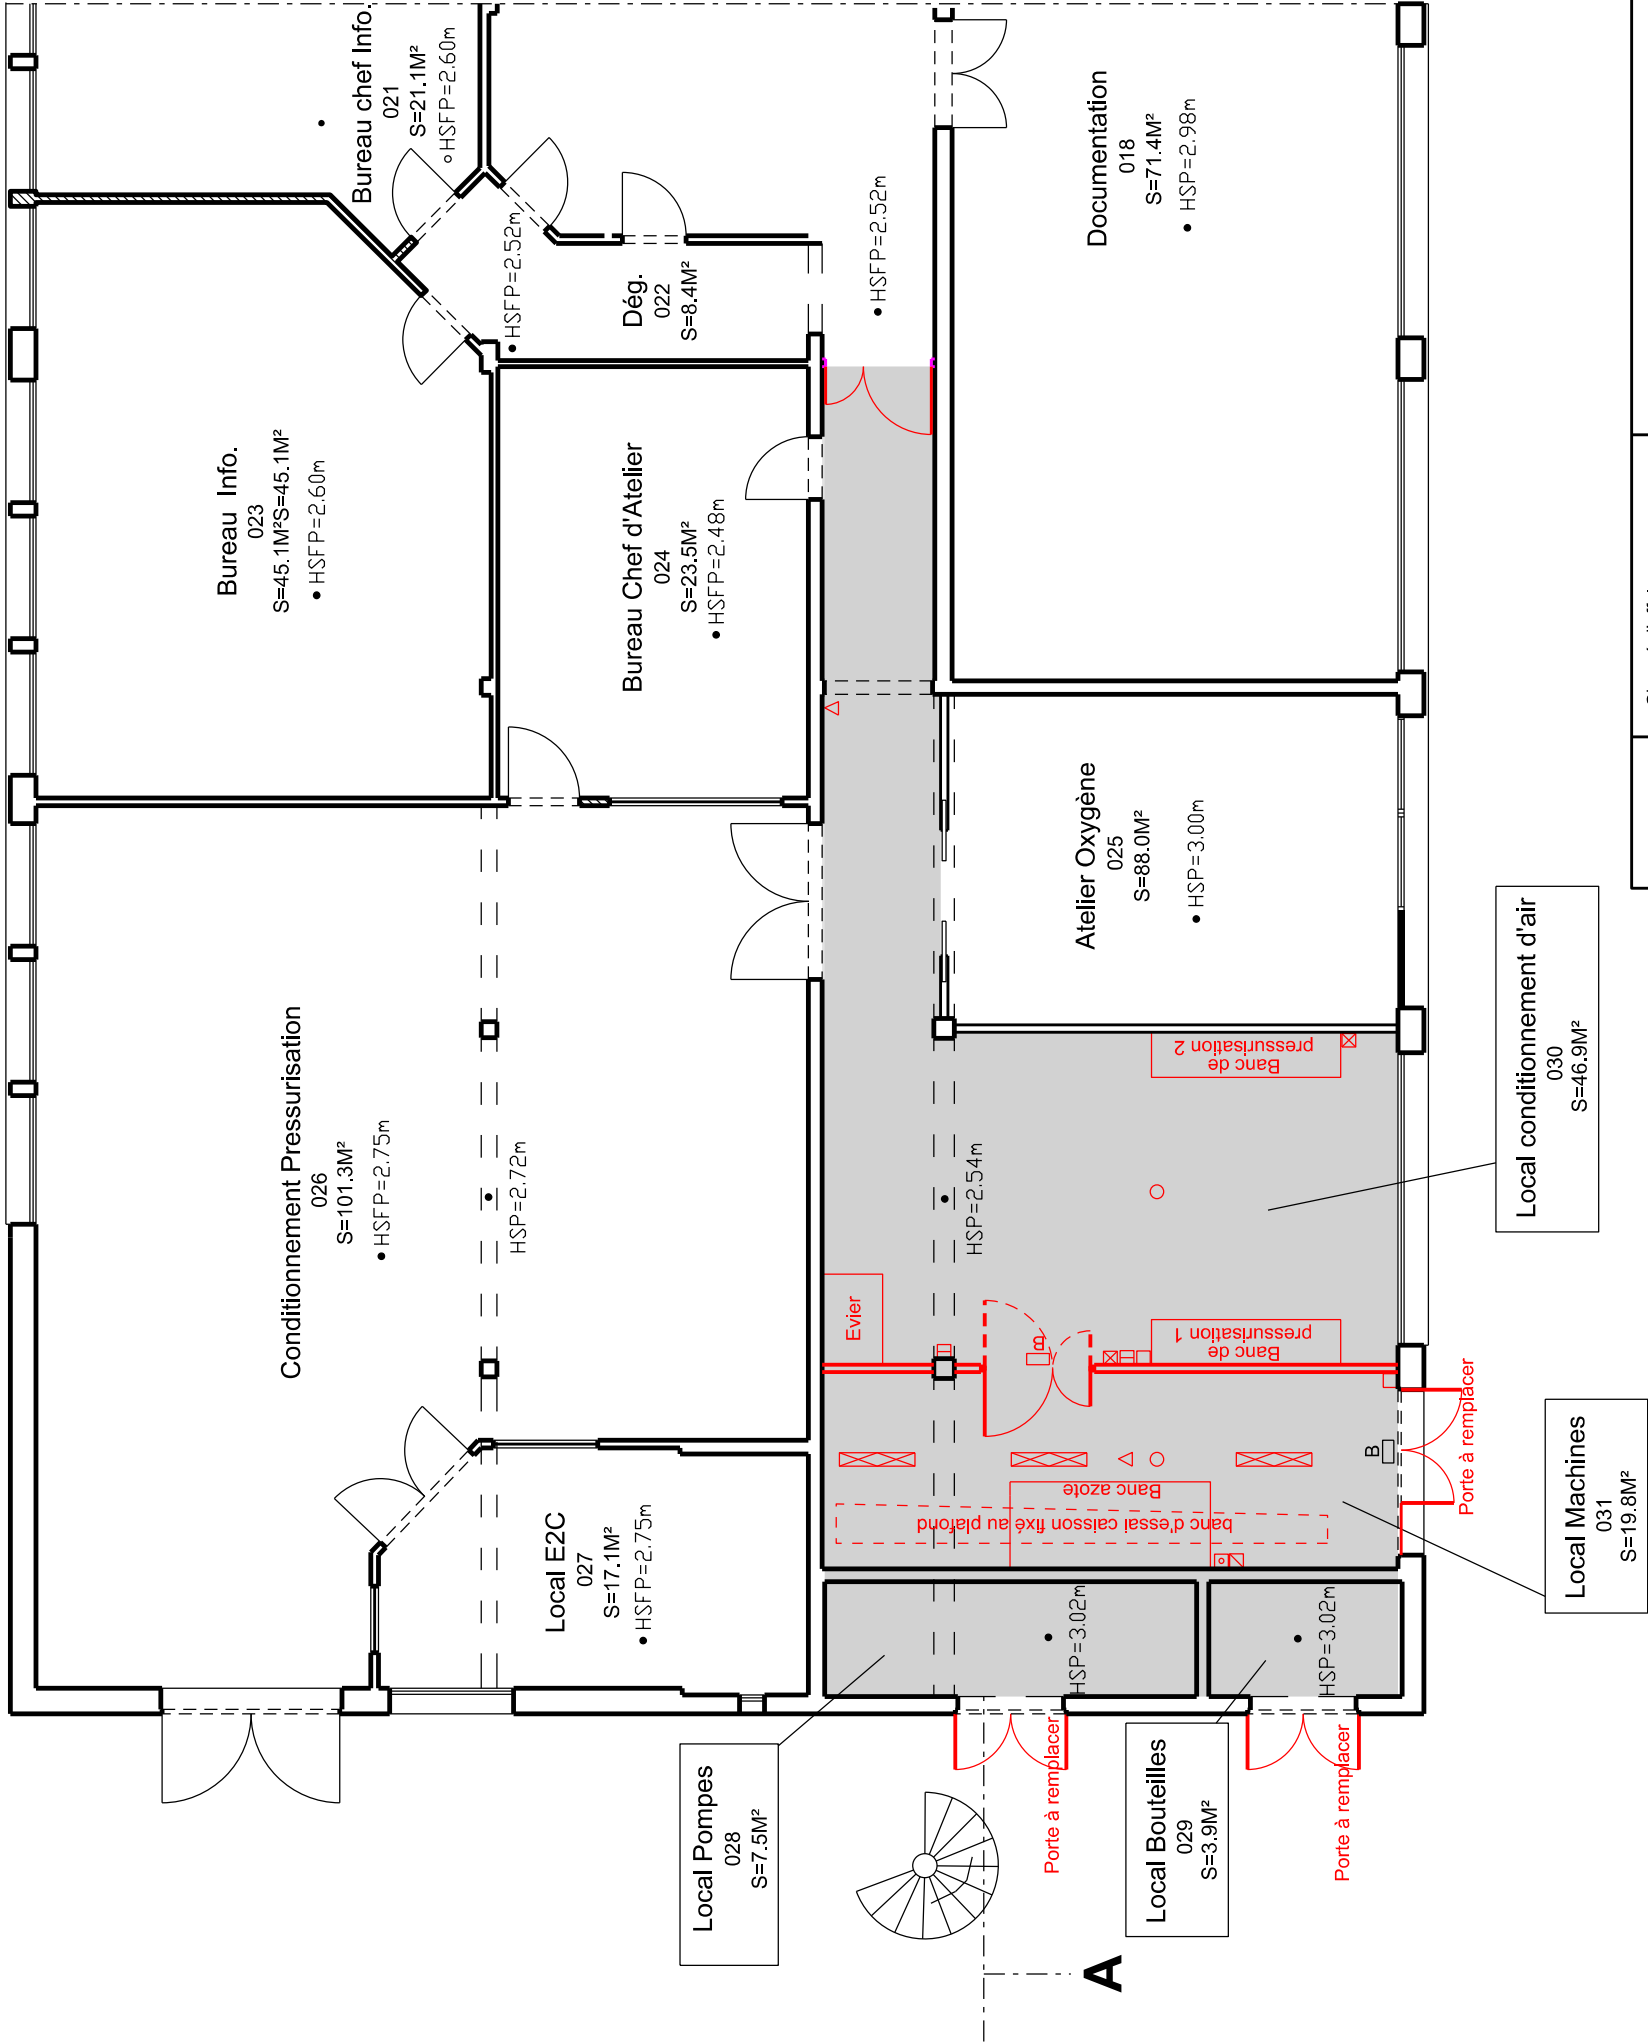 Bureau chef Info.
021
S=21.1M²
HSFP=2.60m
Bureau Info.
023
S=45.1M²S=45.1M²
HSFP=2.60m
HSFP=2.52m
Dég.
022
S=8.4M²
HSFP=2.52m
Documentation
018
S=71.4M²
HSP=2.98m
Bureau Chef d'Atelier
024
S=23.5M²
HSFP=2.48m
Conditionnement Pressurisation
026
S=101.3M²
HSFP=2.75m
HSP=2.72m
Atelier Oxygène
025
S=88.0M²
HSP=3.00m
Local E2C
027
S=17.1M²
HSFP=2.75m
HSP=2.54m
Evier
B
Banc de
pressurisation 2
Banc de
pressurisation 1
Banc azote
banc d'essai caisson fixé au plafond
B
Porte à remplacer
HSP=3.02m
HSP=3.02m
Local conditionnement d'air
030
S=46.9M²
Local Machines
031
S=19.8M²
Local Pompes
028
S=7.5M²
Local Bouteilles
029
S=3.9M²
Porte à remplacer
Porte à remplacer
A